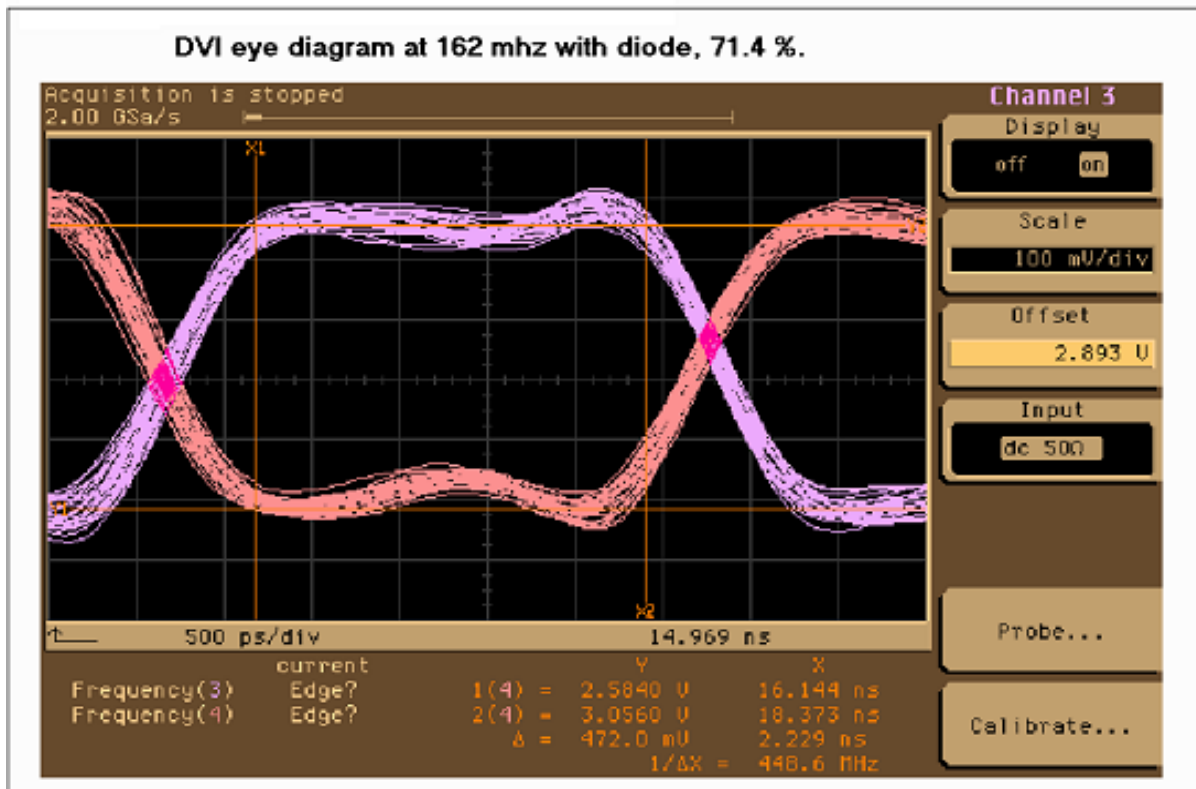 DVI eye diagram at 162 mhz with diode, 71.4 %.
Acquisition is stopped
2.00 GSa/s
Channel 3
Display
off on
Scale
100 mV/div
Offset
2.893 V
Input
dc 50Ω
Probe...
Calibrate...
X1
X2
500 ps/div 14.969 ns
current Y X
Frequency(3) Edge? 1(4) = 2.5840 V 16.144 ns
Frequency(4) Edge? 2(4) = 3.0560 V 18.373 ns
Δ = 472.0 mV 2.229 ns
1/ΔX = 448.6 MHz